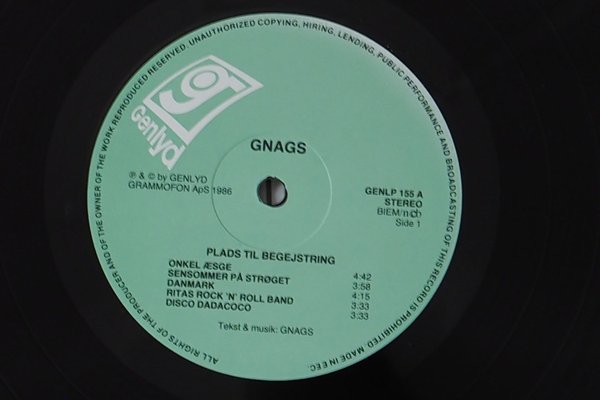 ALL RIGHTS OF THE PRODUCER AND OF THE OWNER OF THE WORK REPRODUCED RESERVED. UNAUTHORIZED COPYING, HIRING, LENDING, PUBLIC PERFORMANCE AND BROADCASTING OF THIS RECORD IS PROHIBITED. MADE IN EEC.
g
Genlyd
GNAGS
℗ & © by GENLYD
GRAMMOFON ApS 1986
GENLP 155 A
STEREO
BIEM/ncb
Side 1
PLADS TIL BEGEJSTRING
ONKEL ÆSGE 4:42
SENSOMMER PÅ STRØGET 3:58
DANMARK 4:15
RITAS ROCK 'N' ROLL BAND 3:33
DISCO DADACOCO 3:33
Tekst & musik: GNAGS